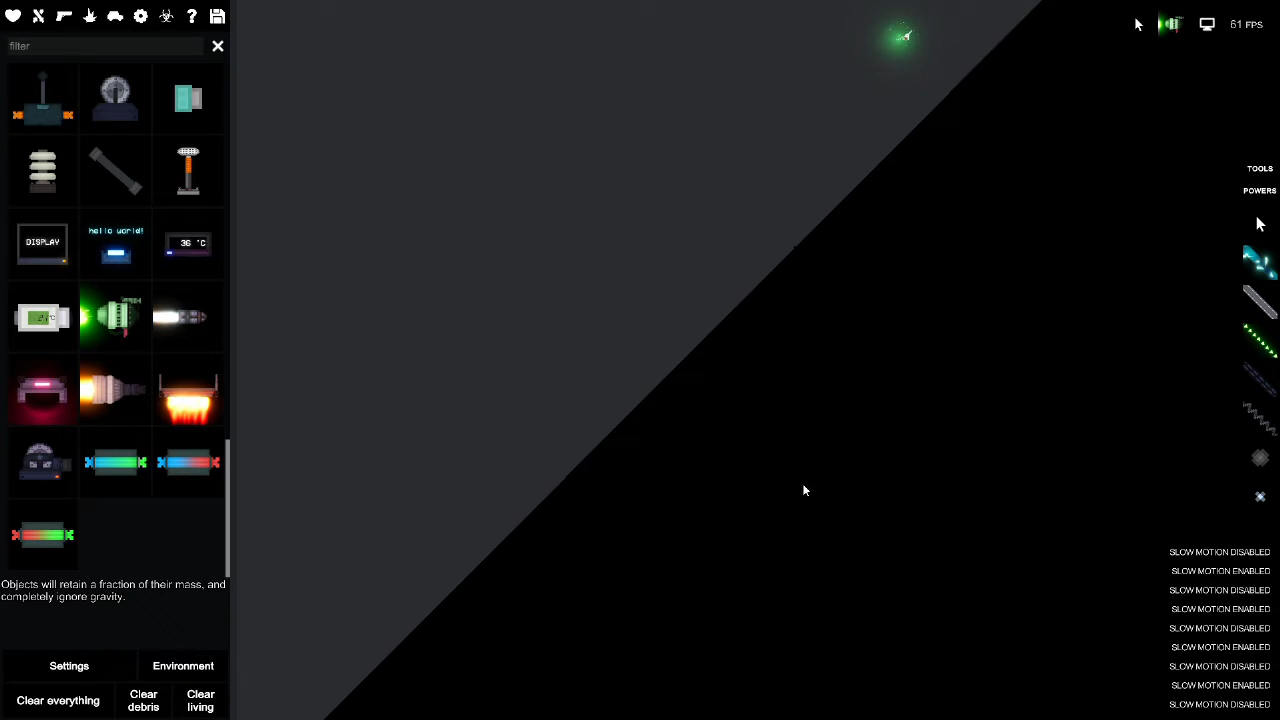 61 FPS
filter
TOOLS
POWERS
DISPLAY
hello world!
36 °C
Objects will retain a fraction of their mass, and
completely ignore gravity.
SLOW MOTION DISABLED
SLOW MOTION ENABLED
SLOW MOTION DISABLED
SLOW MOTION ENABLED
SLOW MOTION DISABLED
SLOW MOTION ENABLED
SLOW MOTION DISABLED
SLOW MOTION ENABLED
SLOW MOTION DISABLED
Settings
Environment
Clear everything
Clear
debris
Clear
living